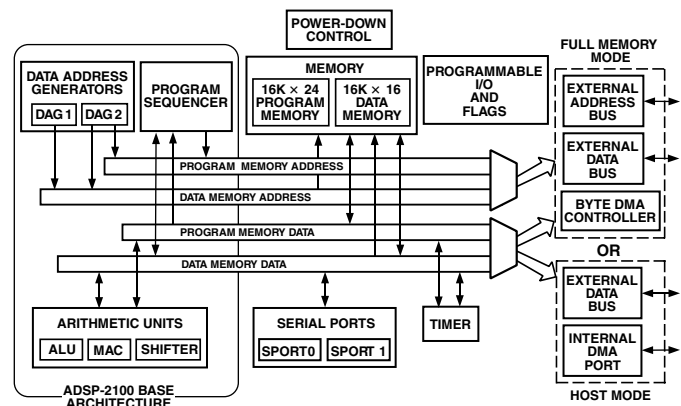 POWER-DOWN
CONTROL
FULL MEMORY
MODE
DATA ADDRESS
GENERATORS
DAG 1
DAG 2
PROGRAM
SEQUENCER
MEMORY
16K × 24
PROGRAM
MEMORY
16K × 16
DATA
MEMORY
PROGRAMMABLE
I/O
AND
FLAGS
EXTERNAL
ADDRESS
BUS
EXTERNAL
DATA
BUS
BYTE DMA
CONTROLLER
OR
PROGRAM MEMORY ADDRESS
DATA MEMORY ADDRESS
PROGRAM MEMORY DATA
DATA MEMORY DATA
EXTERNAL
DATA
BUS
INTERNAL
DMA
PORT
HOST MODE
ARITHMETIC UNITS
ALU
MAC
SHIFTER
SERIAL PORTS
SPORT 0
SPORT 1
TIMER
ADSP-2100 BASE
ARCHITECTURE